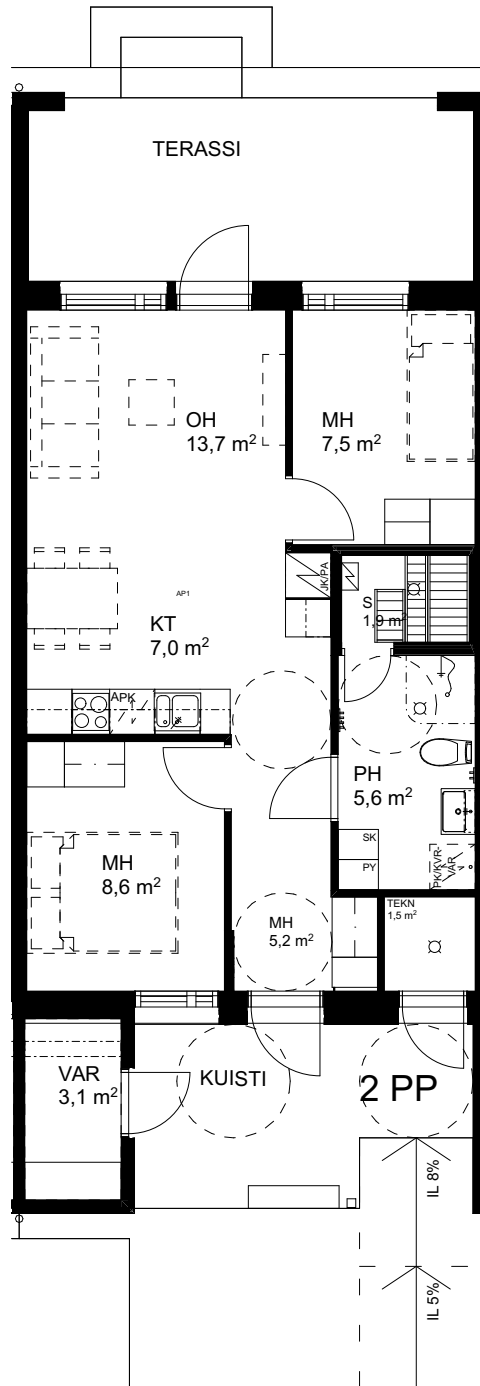 TERASSI
OH
13,7 m²
MH
7,5 m²
JK/PA
S
1,9 m²
AP1
KT
7,0 m²
APK
PH
5,6 m²
SK
PY
PK/KVR-
VAR
MH
8,6 m²
MH
5,2 m²
TEKN
1,5 m²
VAR
3,1 m²
KUISTI
2 PP
IL 8%
IL 5%